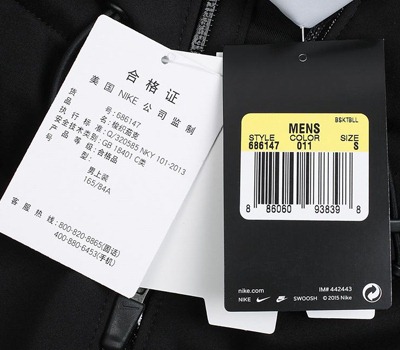 合格证
美国 NIKE 公司监制
货号:686147
品名:梭织茄克
执行标准:Q/320585 NKY 101-2013
安全技术类别:GB 18401 C类
等级:合格品
男上装
165/84A
客服热线:800-820-8865(固话)
400-880-6453(手机)
BSKTBLL
MENS
STYLE COLOR SIZE
686147 011 S
8 86060 93839 8
nike.com IM# 442443
NIKE SWOOSH © 2015 Nike